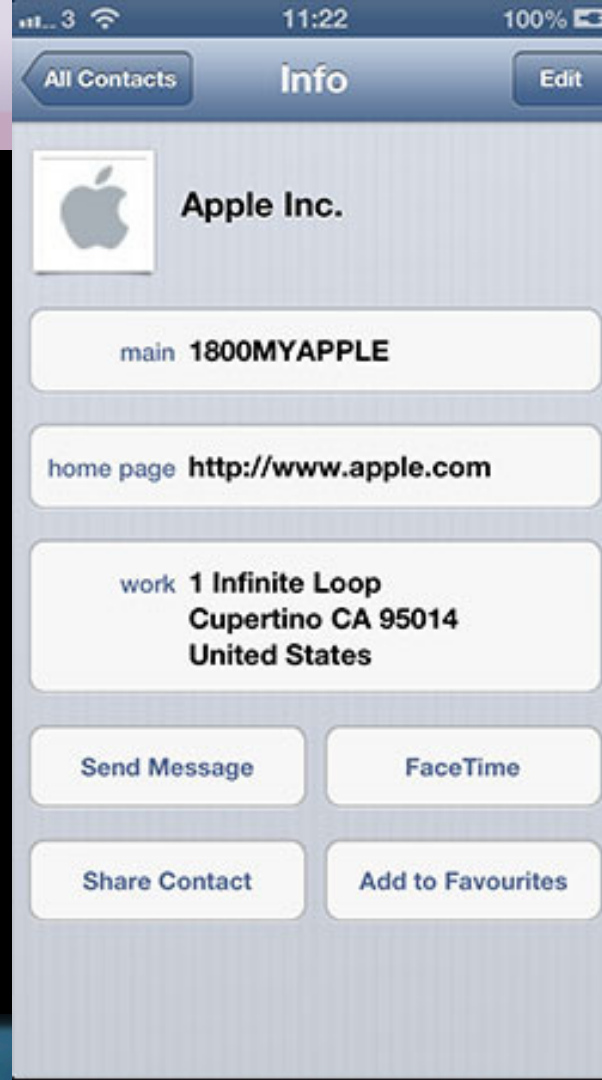 3 11:22 100%
All Contacts Info Edit
Apple Inc.
main 1800MYAPPLE
home page http://www.apple.com
work 1 Infinite Loop
Cupertino CA 95014
United States
Send Message FaceTime
Share Contact Add to Favourites